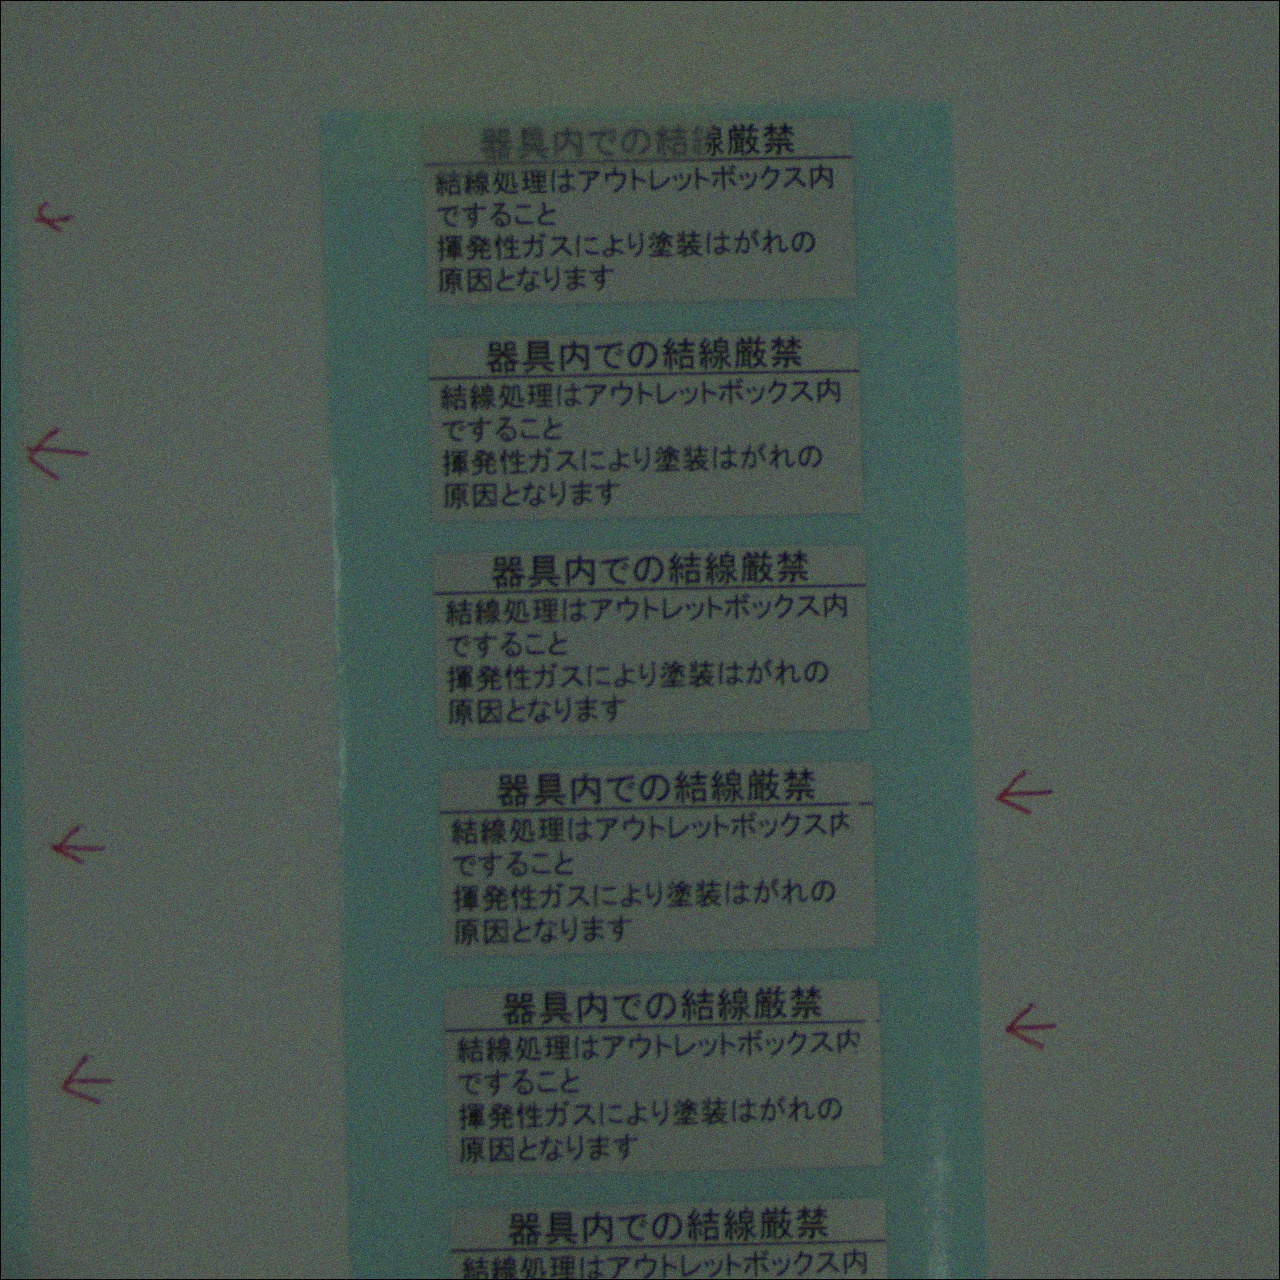 器具内での結線厳禁
結線処理はアウトレットボックス内
ですること
揮発性ガスにより塗装はがれの
原因となります
器具内での結線厳禁
結線処理はアウトレットボックス内
ですること
揮発性ガスにより塗装はがれの
原因となります
器具内での結線厳禁
結線処理はアウトレットボックス内
ですること
揮発性ガスにより塗装はがれの
原因となります
器具内での結線厳禁
結線処理はアウトレットボックス内
ですること
揮発性ガスにより塗装はがれの
原因となります
器具内での結線厳禁
結線処理はアウトレットボックス内
ですること
揮発性ガスにより塗装はがれの
原因となります
器具内での結線厳禁
結線処理はアウトレットボックス内